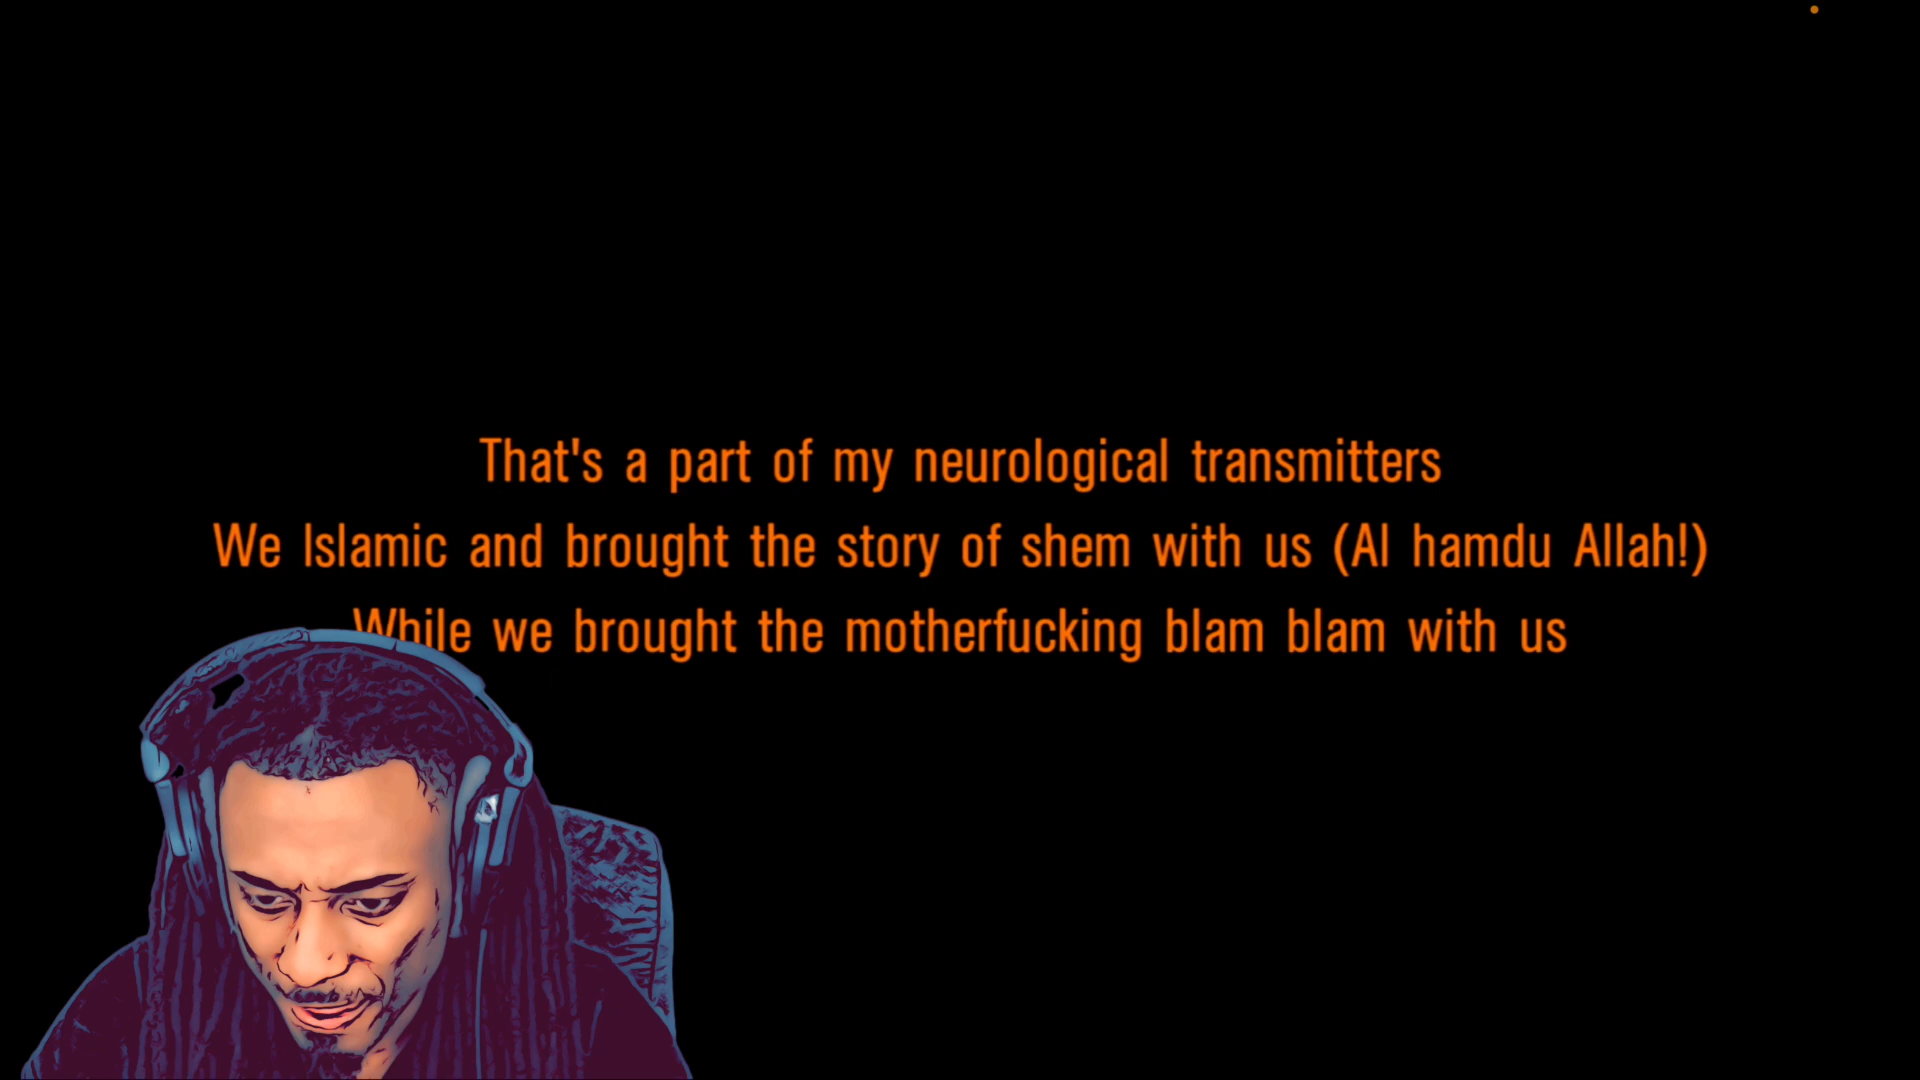 That's a part of my neurological transmitters
We Islamic and brought the story of shem with us (Al hamdu Allah!)
While we brought the motherfucking blam blam with us